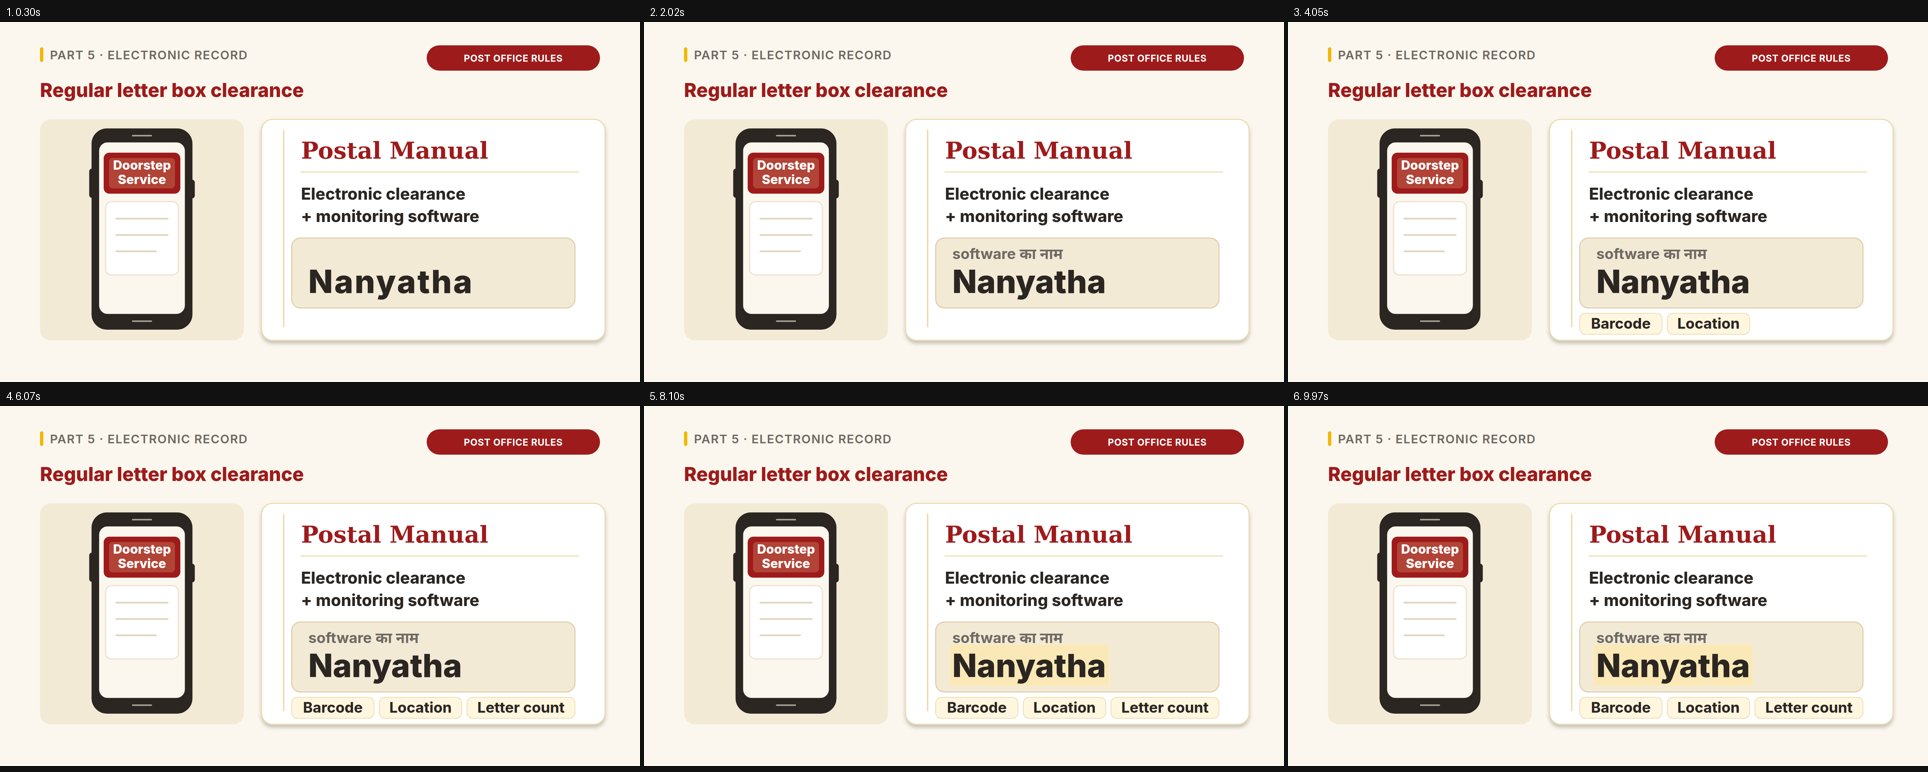 1. 0.30s
PART 5 · ELECTRONIC RECORD
POST OFFICE RULES
Regular letter box clearance
Doorstep
Service
Postal Manual
Electronic clearance
+ monitoring software
Nanyatha
2. 2.02s
PART 5 · ELECTRONIC RECORD
POST OFFICE RULES
Regular letter box clearance
Doorstep
Service
Postal Manual
Electronic clearance
+ monitoring software
software का नाम
Nanyatha
3. 4.05s
PART 5 · ELECTRONIC RECORD
POST OFFICE RULES
Regular letter box clearance
Doorstep
Service
Postal Manual
Electronic clearance
+ monitoring software
software का नाम
Nanyatha
Barcode Location
4. 6.07s
PART 5 · ELECTRONIC RECORD
POST OFFICE RULES
Regular letter box clearance
Doorstep
Service
Postal Manual
Electronic clearance
+ monitoring software
software का नाम
Nanyatha
Barcode Location Letter count
5. 8.10s
PART 5 · ELECTRONIC RECORD
POST OFFICE RULES
Regular letter box clearance
Doorstep
Service
Postal Manual
Electronic clearance
+ monitoring software
software का नाम
Nanyatha
Barcode Location Letter count
6. 9.97s
PART 5 · ELECTRONIC RECORD
POST OFFICE RULES
Regular letter box clearance
Doorstep
Service
Postal Manual
Electronic clearance
+ monitoring software
software का नाम
Nanyatha
Barcode Location Letter count